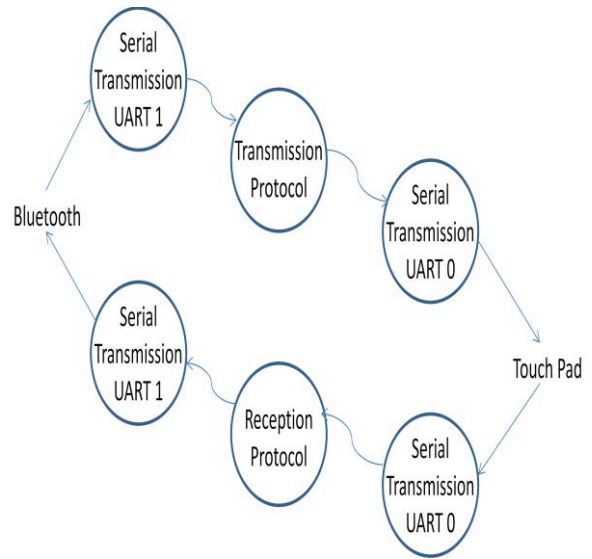 Serial
Transmission
UART 1
Transmission
Protocol
Serial
Transmission
UART 0
Bluetooth
Serial
Transmission
UART 1
Touch Pad
Reception
Protocol
Serial
Transmission
UART 0